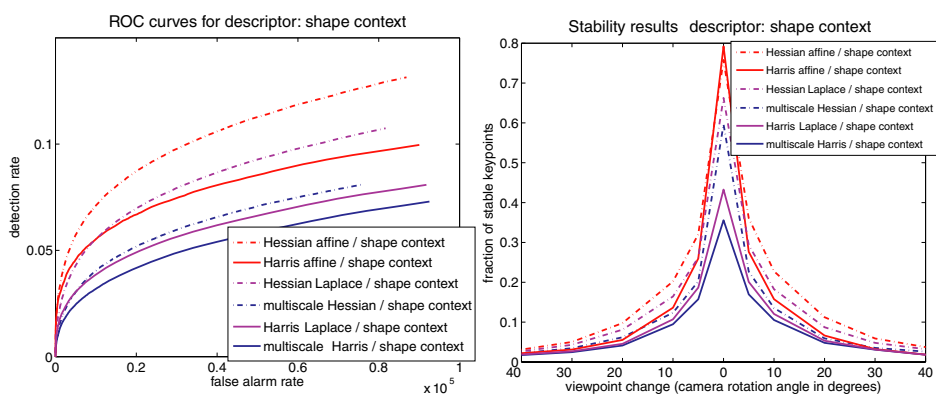 ROC curves for descriptor: shape context
detection rate
0.1
0.05
0
Hessian affine / shape context
Harris affine / shape context
Hessian Laplace / shape context
multiscale Hessian / shape context
Harris Laplace / shape context
multiscale Harris / shape context
0 0.2 0.4 0.6 0.8 1
false alarm rate
x 10^5
Stability results descriptor: shape context
fraction of stable keypoints
0.8
0.7
0.6
0.5
0.4
0.3
0.2
0.1
0
Hessian affine / shape context
Harris affine / shape context
Hessian Laplace / shape context
multiscale Hessian / shape context
Harris Laplace / shape context
multiscale Harris / shape context
40 30 20 10 0 10 20 30 40
viewpoint change (camera rotation angle in degrees)